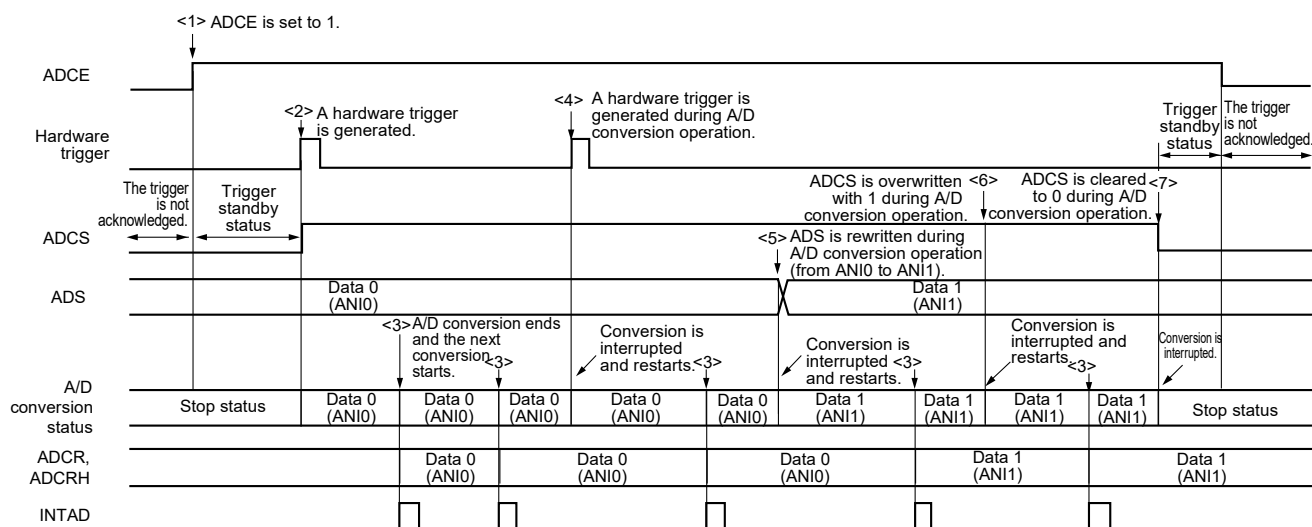 <1> ADCE is set to 1.
ADCE
<2> A hardware trigger
is generated.
<4> A hardware trigger is
generated during A/D
conversion operation.
Trigger
standby
status
The trigger
is not
acknowledged.
Hardware
trigger
The trigger
is not
acknowledged.
Trigger
standby
status
ADCS is overwritten <6>
with 1 during A/D
conversion operation.
ADCS is cleared <7>
to 0 during A/D
conversion operation.
ADCS
<5> ADS is rewritten during
A/D conversion operation
(from ANI0 to ANI1).
ADS
Data 0
(ANI0)
Data 1
(ANI1)
<3> A/D conversion ends
and the next
conversion
starts.
<3>
Conversion is
interrupted
and restarts.
<3>
Conversion is
interrupted <3>
and restarts.
Conversion is
interrupted and
restarts.
<3>
Conversion is
interrupted.
A/D
conversion
status
Stop status
Data 0
(ANI0)
Data 0
(ANI0)
Data 0
(ANI0)
Data 0
(ANI0)
Data 0
(ANI0)
Data 1
(ANI1)
Data 1
(ANI1)
Data 1
(ANI1)
Data 1
(ANI1)
Stop status
ADCR,
ADCRH
Data 0
(ANI0)
Data 0
(ANI0)
Data 0
(ANI0)
Data 1
(ANI1)
Data 1
(ANI1)
INTAD